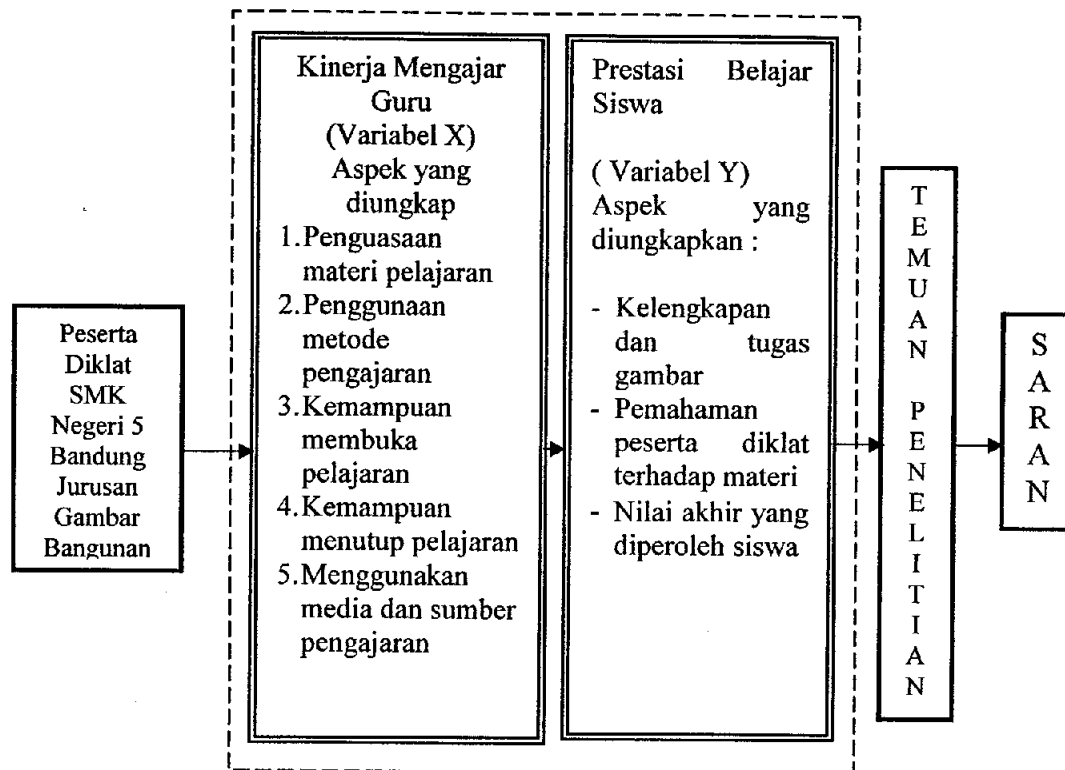 Peserta
Diklat
SMK
Negeri 5
Bandung
Jurusan
Gambar
Bangunan
Kinerja Mengajar
Guru
(Variabel X)
Aspek yang
diungkap
1.Penguasaan
materi pelajaran
2.Penggunaan
metode
pengajaran
3.Kemampuan
membuka
pelajaran
4.Kemampuan
menutup pelajaran
5.Menggunakan
media dan sumber
pengajaran
Prestasi Belajar
Siswa
( Variabel Y)
Aspek yang
diungkapkan :
- Kelengkapan
dan tugas
gambar
- Pemahaman
peserta diklat
terhadap materi
- Nilai akhir yang
diperoleh siswa
TEMUAN PENELITIAN
SARAN